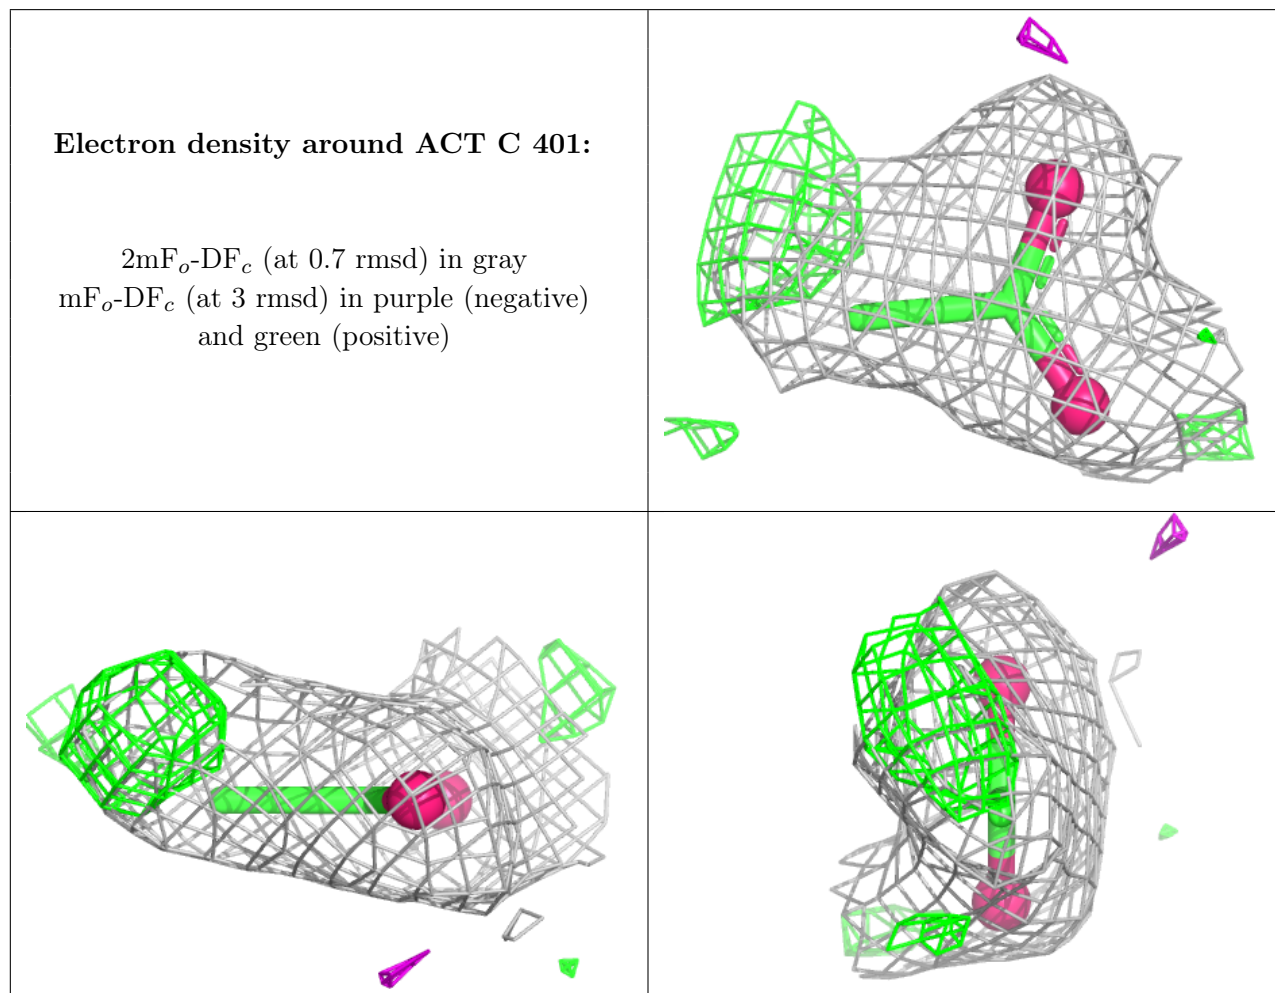 Electron density around ACT C 401:
2mFo-DFc (at 0.7 rmsd) in gray
mFo-DFc (at 3 rmsd) in purple (negative)
and green (positive)